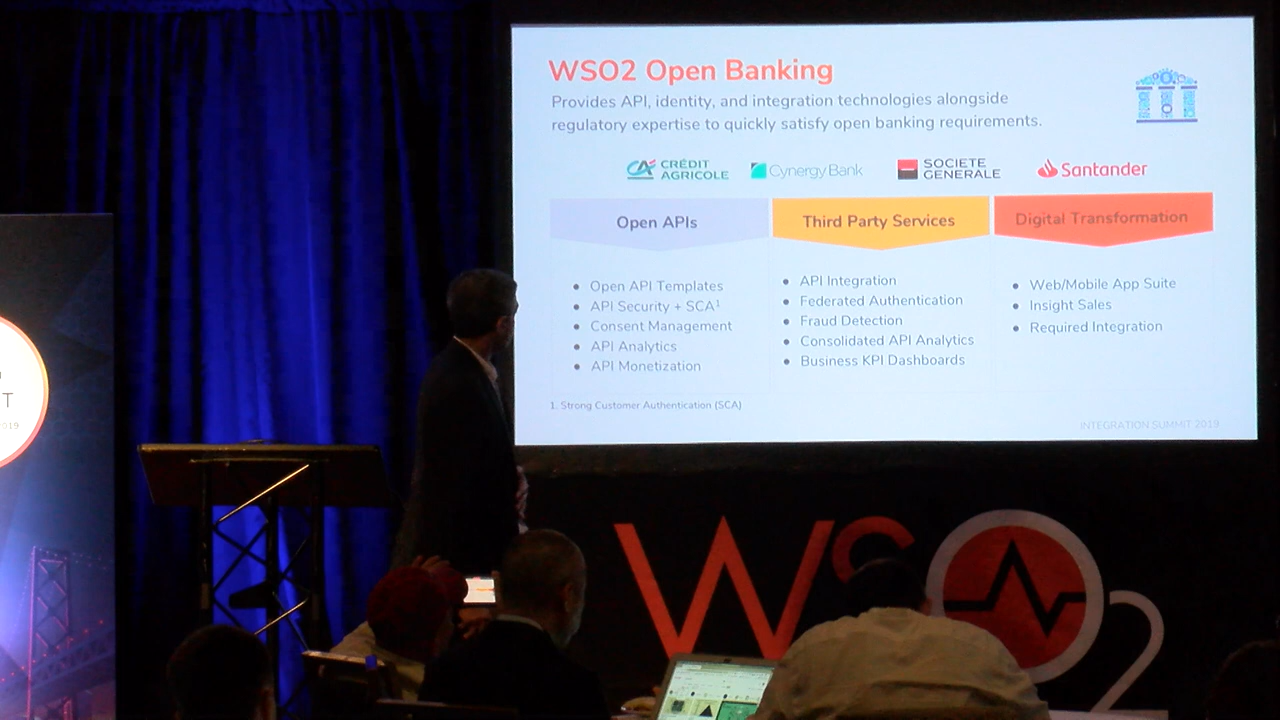 WSO2 Open Banking
Provides API, identity, and integration technologies alongside
regulatory expertise to quickly satisfy open banking requirements.
CRÉDIT
AGRICOLE
CynergyBank
SOCIETE
GENERALE
Santander
Open APIs
Open API Templates
API Security + SCA¹
Consent Management
API Analytics
API Monetization
Third Party Services
API Integration
Federated Authentication
Fraud Detection
Consolidated API Analytics
Business KPI Dashboards
Digital Transformation
Web/Mobile App Suite
Insight Sales
Required Integration
1. Strong Customer Authentication (SCA)
INTEGRATION SUMMIT 2019
T
2019
WSO2